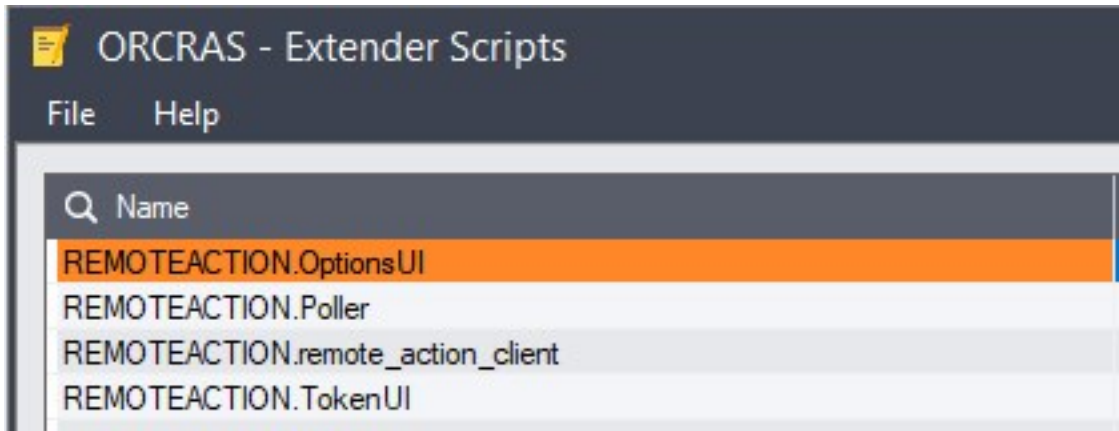 ORCRAS - Extender Scripts
File Help
Name
REMOTEACTION.OptionsUI
REMOTEACTION.Poller
REMOTEACTION.remote_action_client
REMOTEACTION.TokenUI